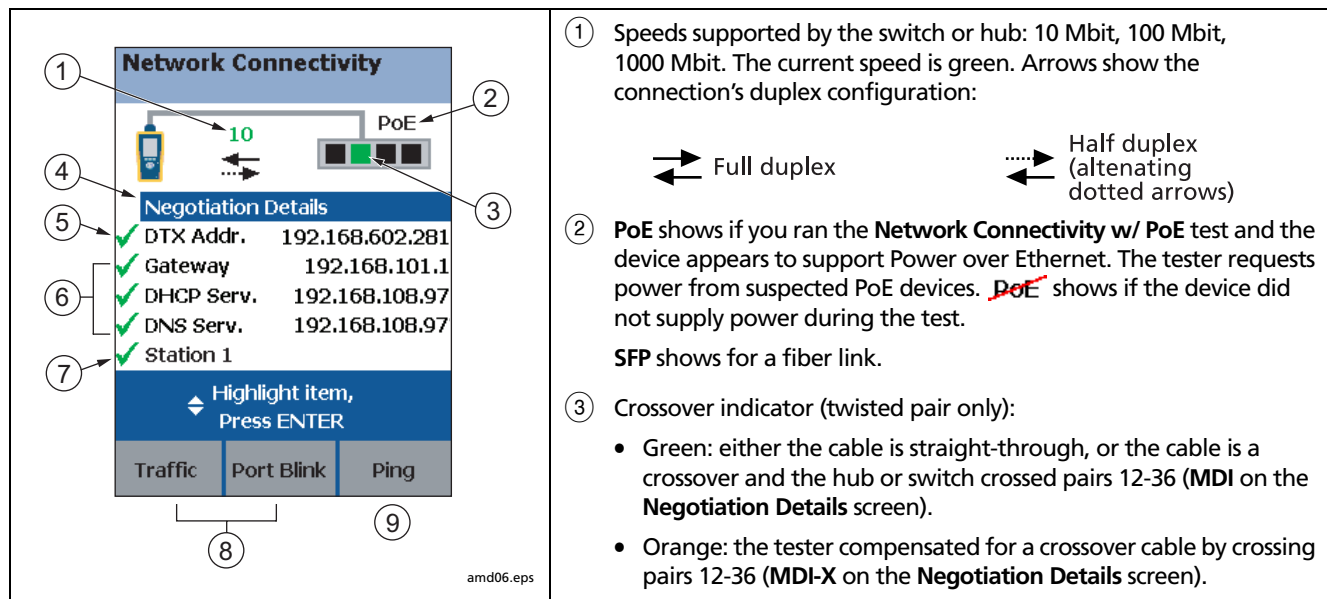 Network Connectivity
1
2
PoE
10
3
4
Negotiation Details
5
DTX Addr. 192.168.602.281
Gateway 192.168.101.1
6
DHCP Serv. 192.168.108.97
DNS Serv. 192.168.108.97
7
Station 1
Highlight item,
Press ENTER
Traffic Port Blink Ping
8
9
amd06.eps
1 Speeds supported by the switch or hub: 10 Mbit, 100 Mbit,
1000 Mbit. The current speed is green. Arrows show the
connection's duplex configuration:
Full duplex
Half duplex
(altenating
dotted arrows)
2 PoE shows if you ran the Network Connectivity w/ PoE test and the
device appears to support Power over Ethernet. The tester requests
power from suspected PoE devices. PoE shows if the device did
not supply power during the test.
SFP shows for a fiber link.
3 Crossover indicator (twisted pair only):
• Green: either the cable is straight-through, or the cable is a
crossover and the hub or switch crossed pairs 12-36 (MDI on the
Negotiation Details screen).
• Orange: the tester compensated for a crossover cable by crossing
pairs 12-36 (MDI-X on the Negotiation Details screen).